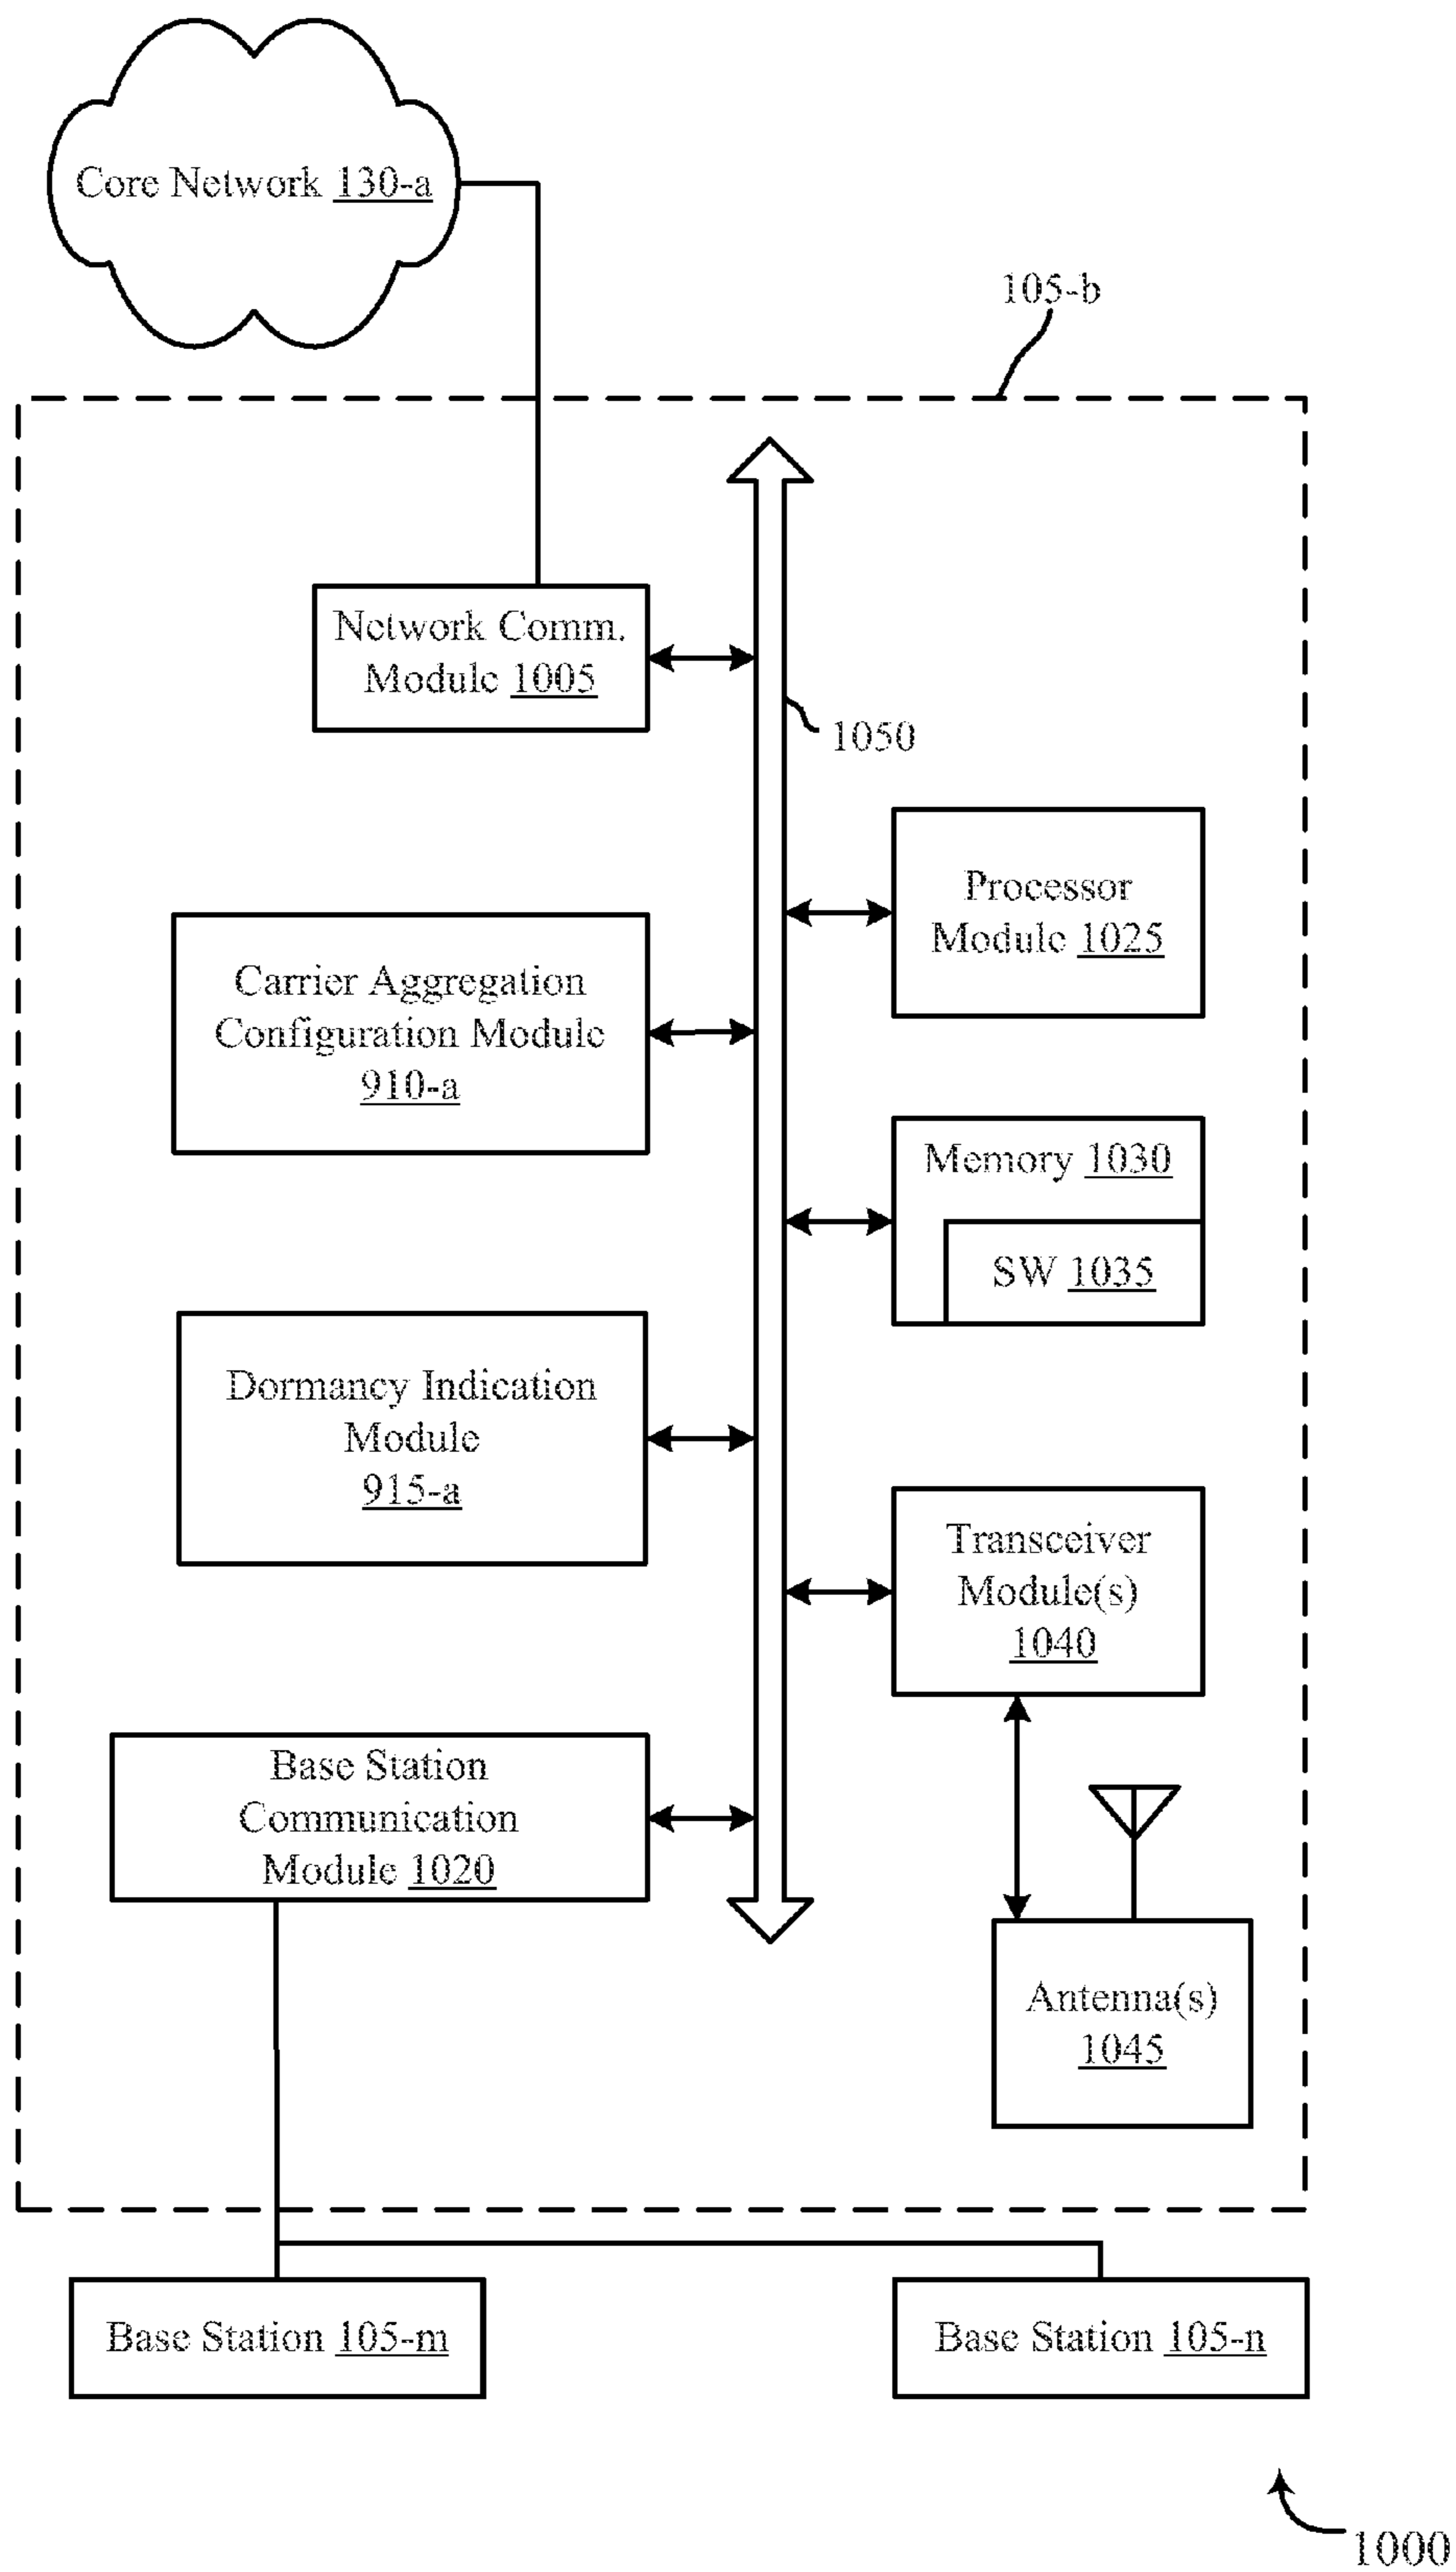 Core Network 130-a
105-b
Network Comm.
Module 1005
1050
Processor
Module 1025
Carrier Aggregation
Configuration Module
910-a
Memory 1030
SW 1035
Dormancy Indication
Module
915-a
Transceiver
Module(s)
1040
Base Station
Communication
Module 1020
Antenna(s)
1045
Base Station 105-m
Base Station 105-n
1000